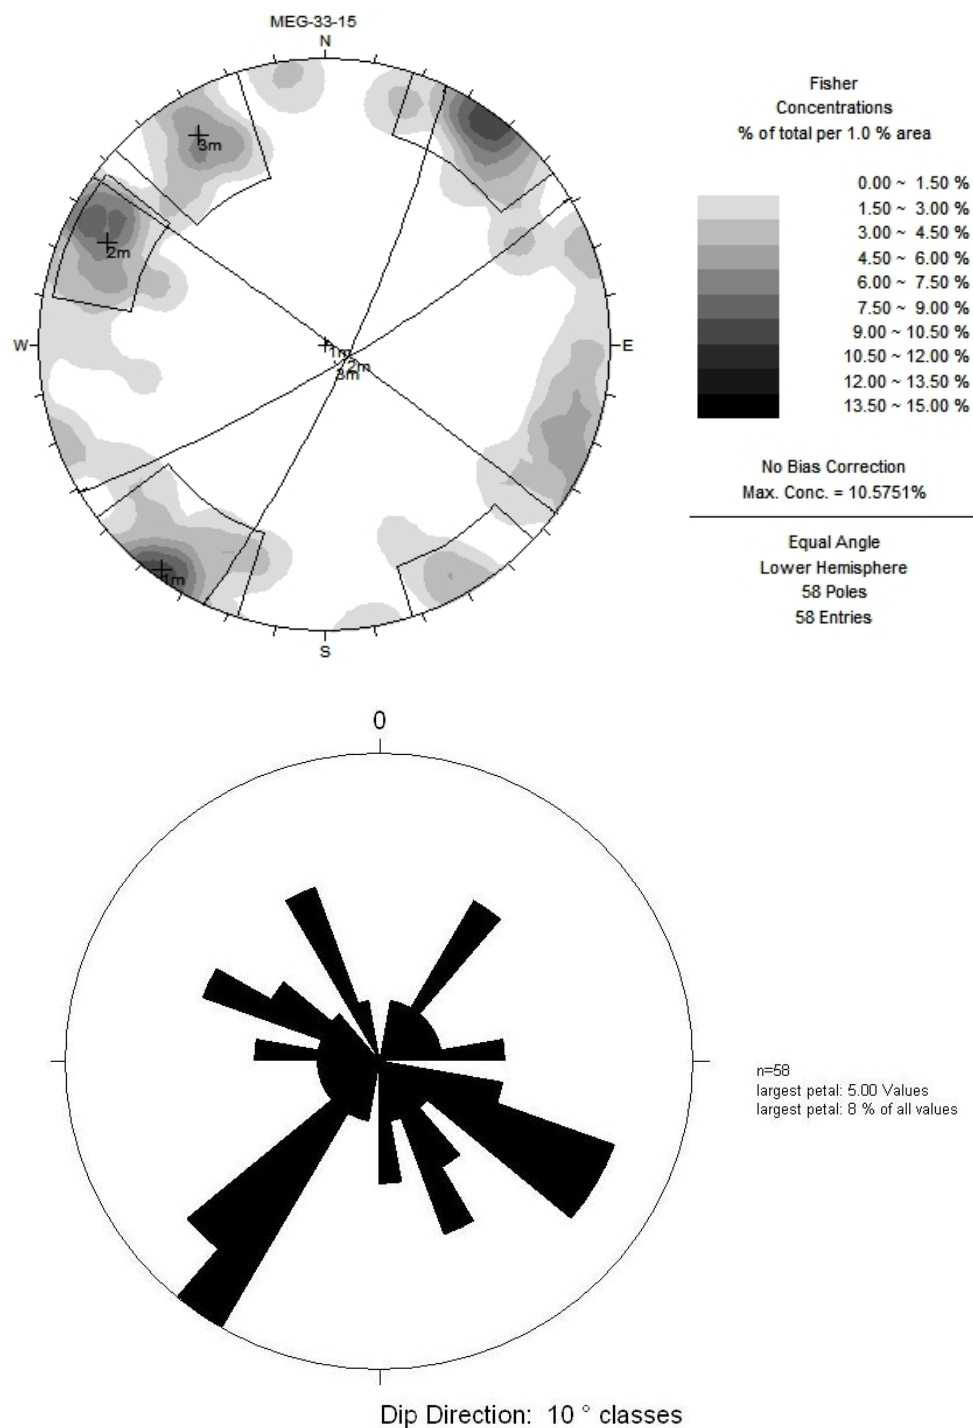 MEG-33-15
N
Fisher
Concentrations
% of total per 1.0 % area
0.00 ~ 1.50 %
1.50 ~ 3.00 %
3.00 ~ 4.50 %
4.50 ~ 6.00 %
6.00 ~ 7.50 %
7.50 ~ 9.00 %
9.00 ~ 10.50 %
10.50 ~ 12.00 %
12.00 ~ 13.50 %
13.50 ~ 15.00 %
3m
2m
W
E
1m
2m
3m
1m
S
No Bias Correction
Max. Conc. = 10.5751%
Equal Angle
Lower Hemisphere
58 Poles
58 Entries
0
n=58
largest petal: 5.00 Values
largest petal: 8 % of all values
Dip Direction: 10 ° classes